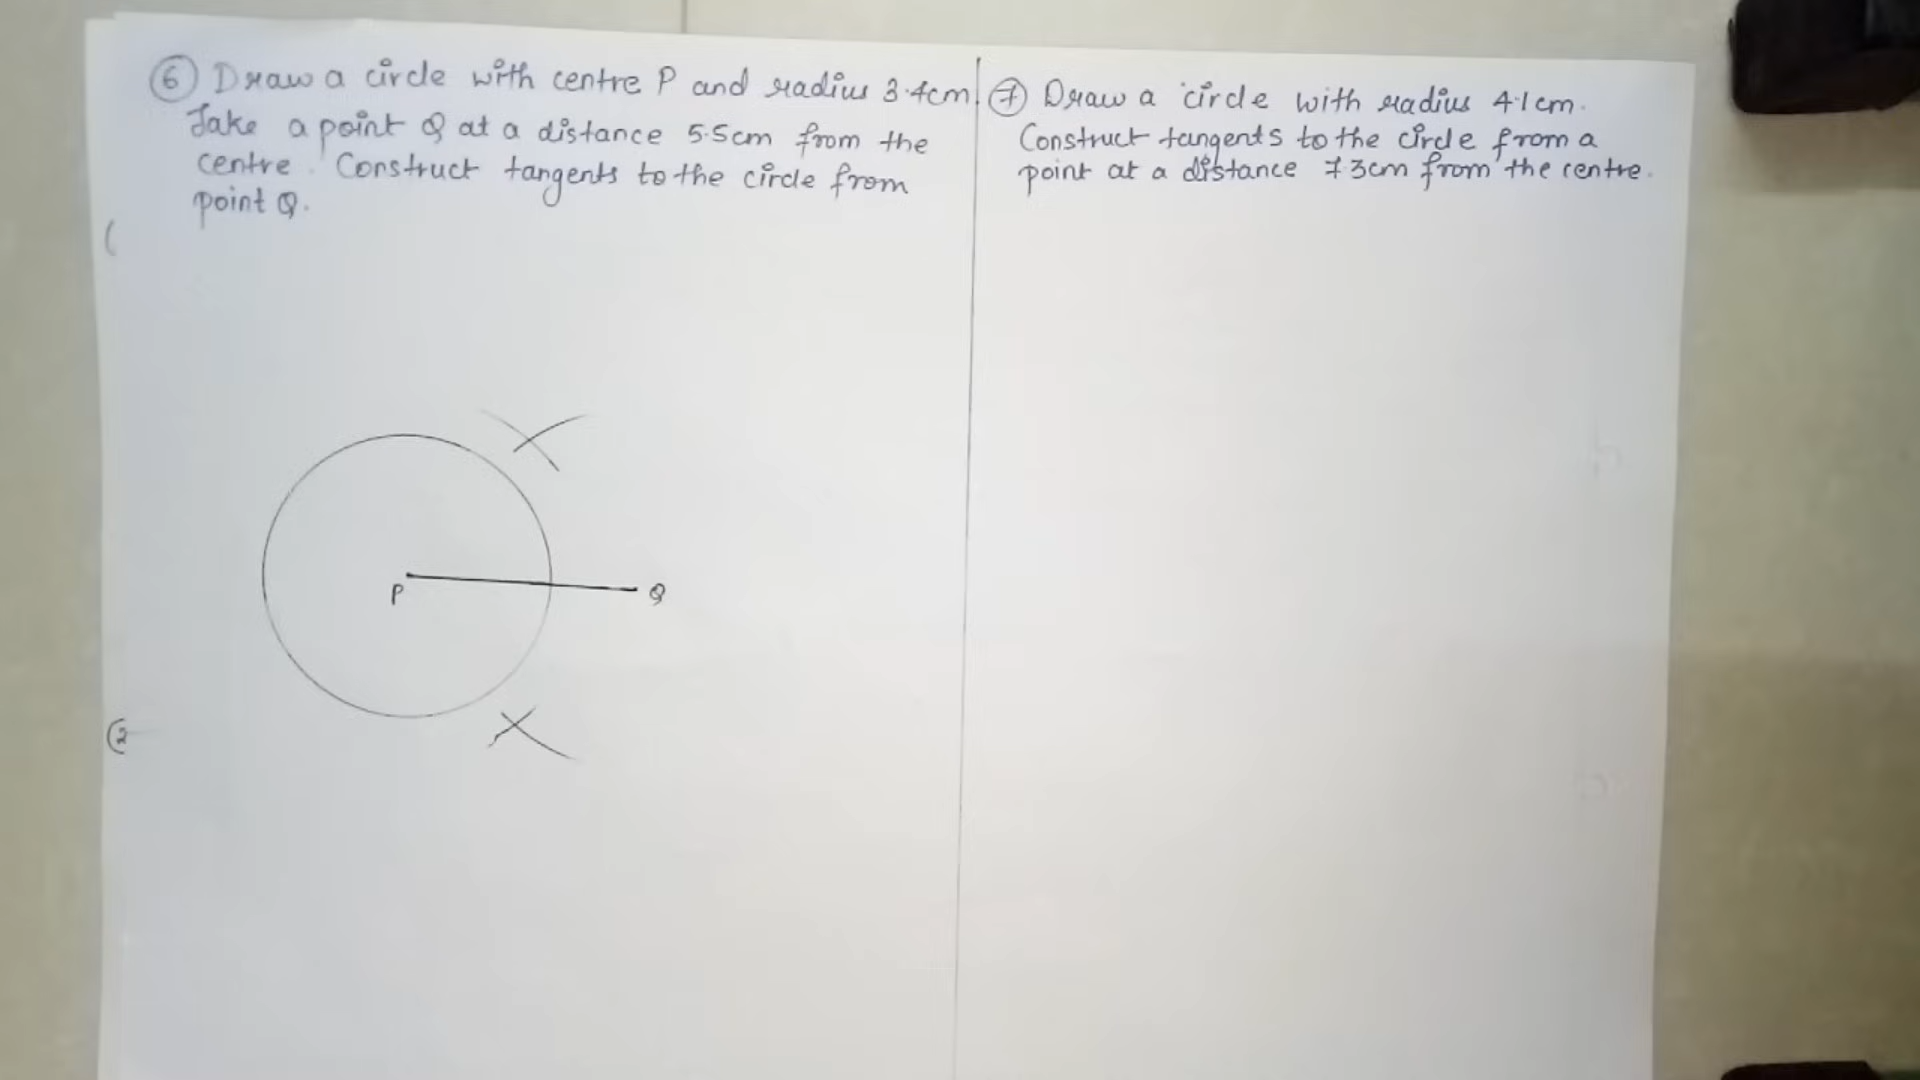 6 Draw a circle with centre P and radius 3.4cm.
Take a point Q at a distance 5.5cm from the
centre. Construct tangents to the circle from
point Q.
7 Draw a circle with radius 4.1cm.
Construct tangents to the circle from a
point at a distance 7.3cm from the centre.
P
Q
2